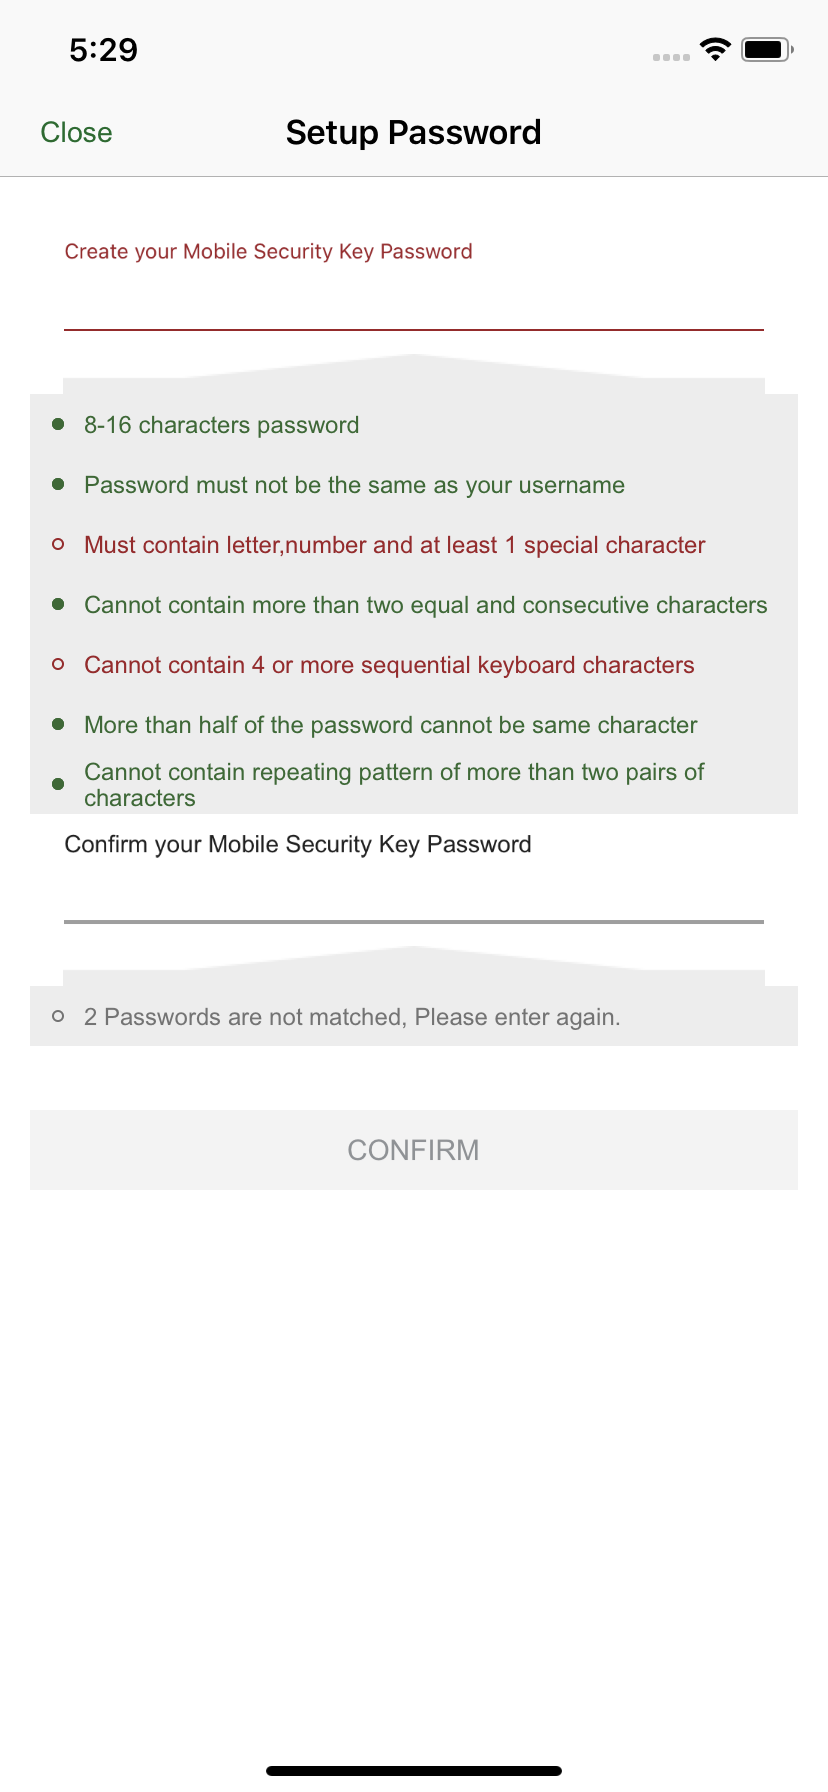 5:29
Close
Setup Password
Create your Mobile Security Key Password
8-16 characters password
Password must not be the same as your username
Must contain letter,number and at least 1 special character
Cannot contain more than two equal and consecutive characters
Cannot contain 4 or more sequential keyboard characters
More than half of the password cannot be same character
Cannot contain repeating pattern of more than two pairs of
characters
Confirm your Mobile Security Key Password
2 Passwords are not matched, Please enter again.
CONFIRM